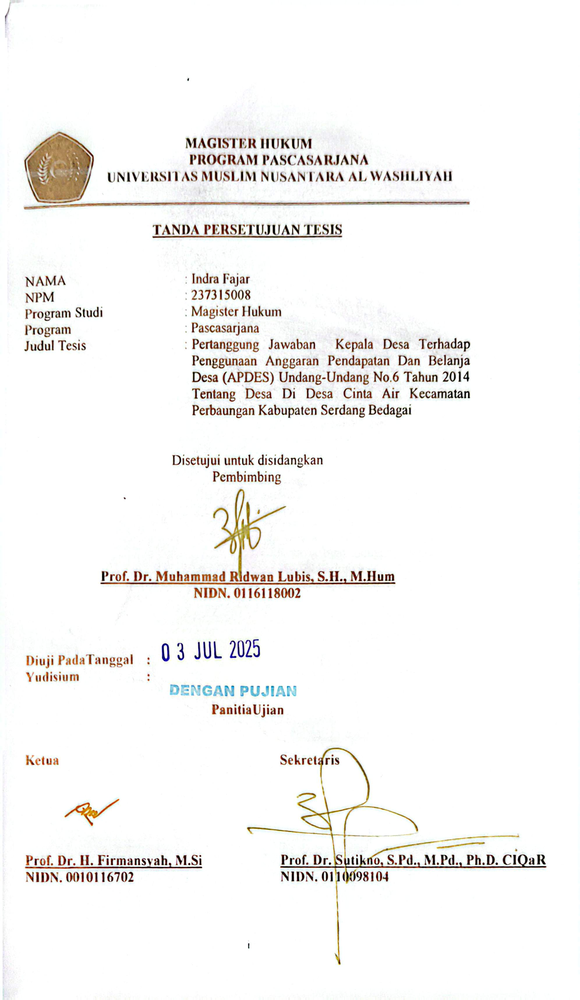 MAGISTER HUKUM
PROGRAM PASCASARJANA
UNIVERSITAS MUSLIM NUSANTARA AL WASHLIYAH
TANDA PERSETUJUAN TESIS
NAMA : Indra Fajar
NPM : 237315008
Program Studi : Magister Hukum
Program : Pascasarjana
Judul Tesis : Pertanggung Jawaban Kepala Desa Terhadap
Penggunaan Anggaran Pendapatan Dan Belanja
Desa (APDES) Undang-Undang No.6 Tahun 2014
Tentang Desa Di Desa Cinta Air Kecamatan
Perbaungan Kabupaten Serdang Bedagai
Disetujui untuk disidangkan
Pembimbing
Prof. Dr. Muhammad Ridwan Lubis, S.H., M.Hum
NIDN. 0116118002
Diuji PadaTanggal : 03 JUL 2025
Yudisium :
DENGAN PUJIAN
PanitiaUjian
Ketua Sekretaris
Prof. Dr. H. Firmansyah, M.Si Prof. Dr. Sutikno, S.Pd., M.Pd., Ph.D. CIQaR
NIDN. 0010116702 NIDN. 0110098104
i